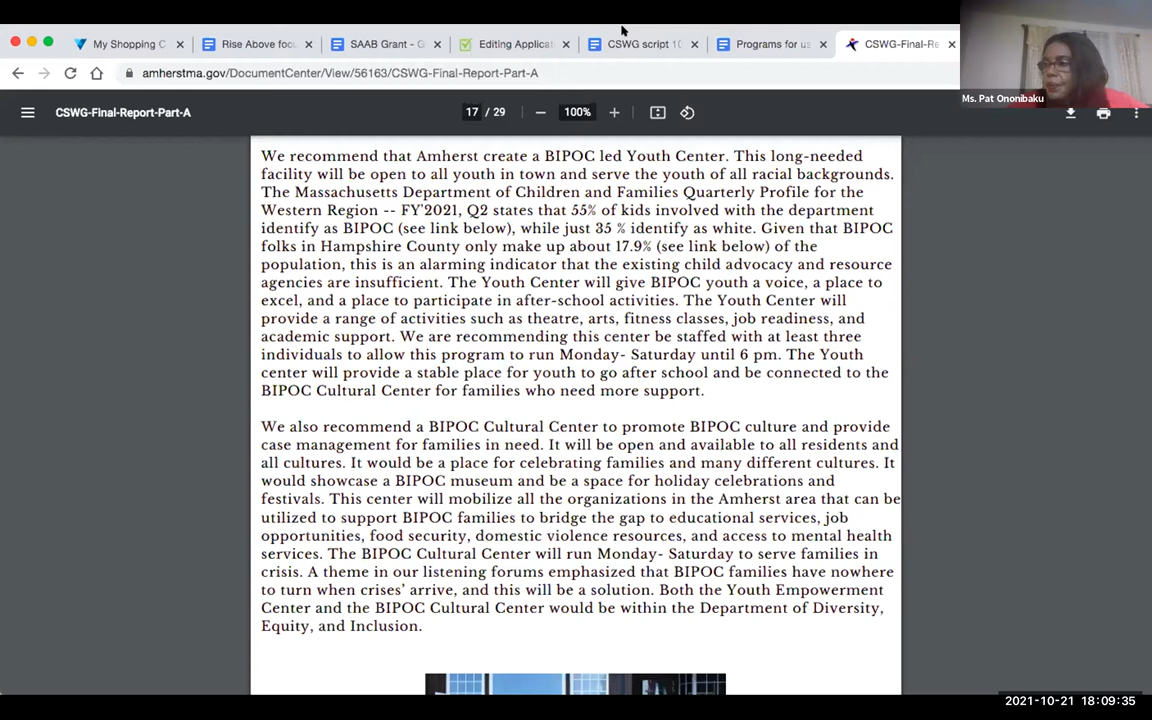 My Shopping C
Rise Above foc
SAAB Grant - G
Editing Applicat
CSWG script 10
Programs for us
CSWG-Final-Re
amherstma.gov/DocumentCenter/View/56163/CSWG-Final-Report-Part-A
Ms. Pat Ononibaku
CSWG-Final-Report-Part-A
17 / 29
100%
We recommend that Amherst create a BIPOC led Youth Center. This long-needed
facility will be open to all youth in town and serve the youth of all racial backgrounds.
The Massachusetts Department of Children and Families Quarterly Profile for the
Western Region -- FY'2021, Q2 states that 55% of kids involved with the department
identify as BIPOC (see link below), while just 35 % identify as white. Given that BIPOC
folks in Hampshire County only make up about 17.9% (see link below) of the
population, this is an alarming indicator that the existing child advocacy and resource
agencies are insufficient. The Youth Center will give BIPOC youth a voice, a place to
excel, and a place to participate in after-school activities. The Youth Center will
provide a range of activities such as theatre, arts, fitness classes, job readiness, and
academic support. We are recommending this center be staffed with at least three
individuals to allow this program to run Monday- Saturday until 6 pm. The Youth
center will provide a stable place for youth to go after school and be connected to the
BIPOC Cultural Center for families who need more support.
We also recommend a BIPOC Cultural Center to promote BIPOC culture and provide
case management for families in need. It will be open and available to all residents and
all cultures. It would be a place for celebrating families and many different cultures. It
would showcase a BIPOC museum and be a space for holiday celebrations and
festivals. This center will mobilize all the organizations in the Amherst area that can be
utilized to support BIPOC families to bridge the gap to educational services, job
opportunities, food security, domestic violence resources, and access to mental health
services. The BIPOC Cultural Center will run Monday- Saturday to serve families in
crisis. A theme in our listening forums emphasized that BIPOC families have nowhere
to turn when crises' arrive, and this will be a solution. Both the Youth Empowerment
Center and the BIPOC Cultural Center would be within the Department of Diversity,
Equity, and Inclusion.
2021-10-21 18:09:35